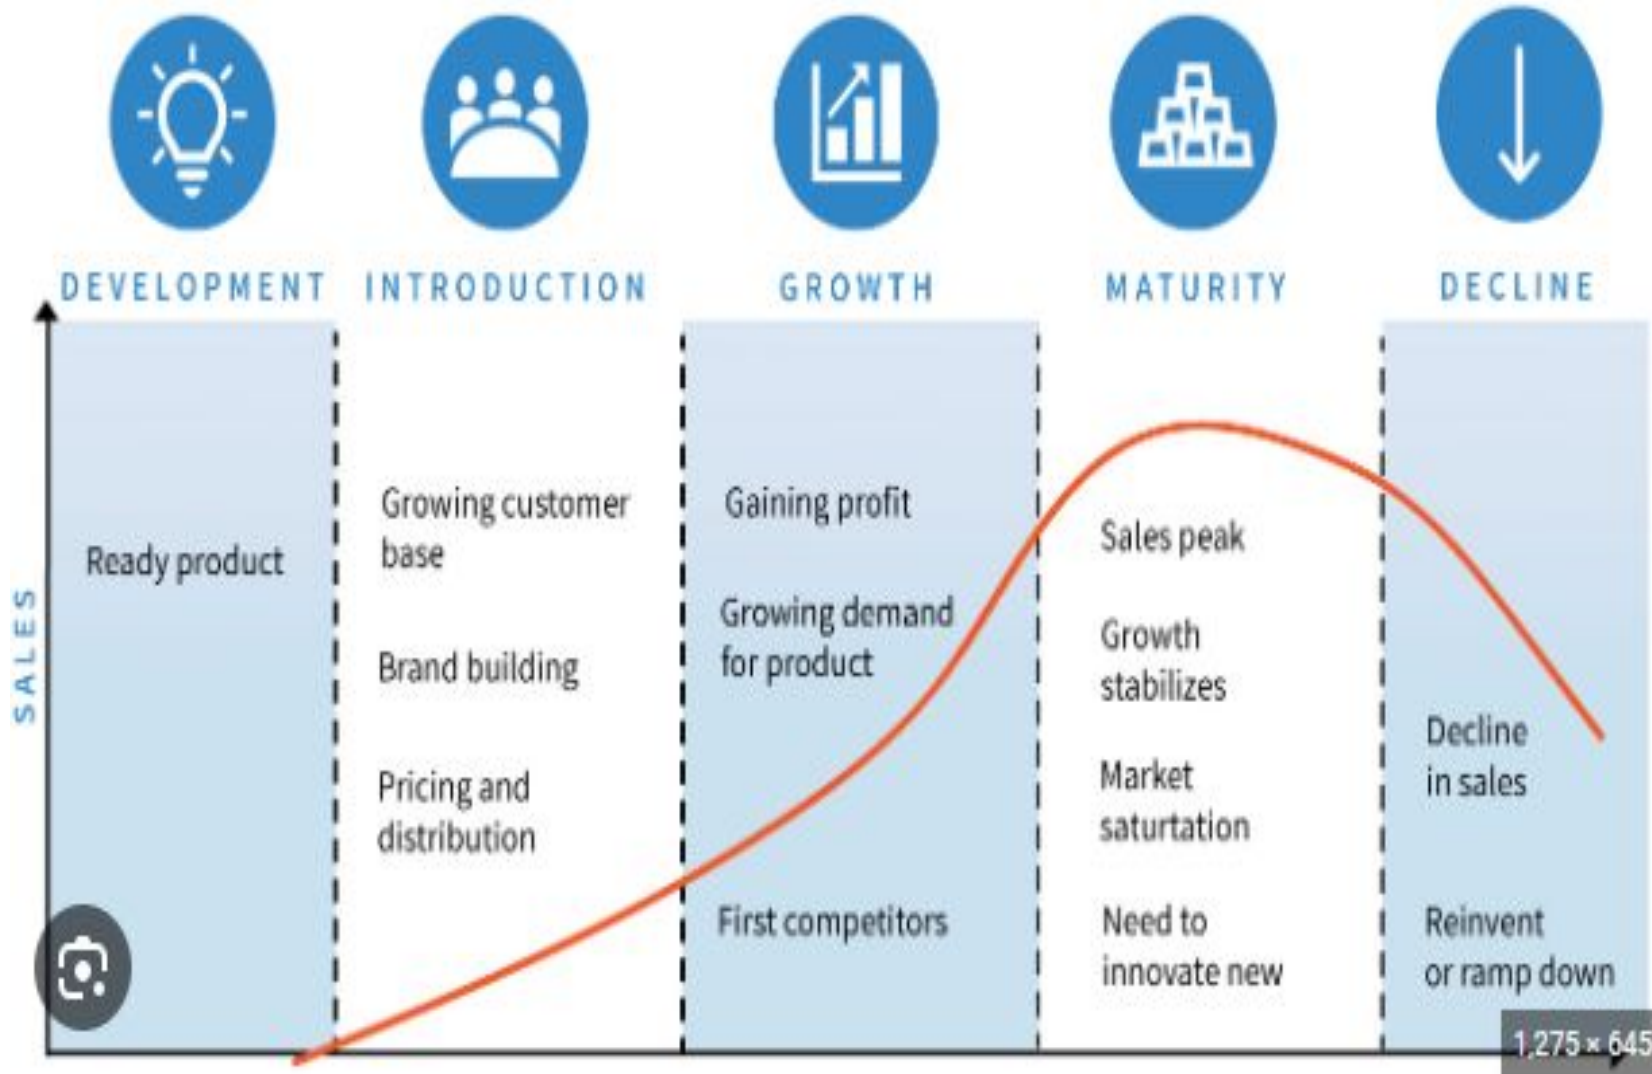 DEVELOPMENT
INTRODUCTION
GROWTH
MATURITY
DECLINE
SALES
Ready product
Growing customer
base
Brand building
Pricing and
distribution
Gaining profit
Growing demand
for product
First competitors
Sales peak
Growth
stabilizes
Market
saturtation
Need to
innovate new
Decline
in sales
Reinvent
or ramp down
1,275 × 645